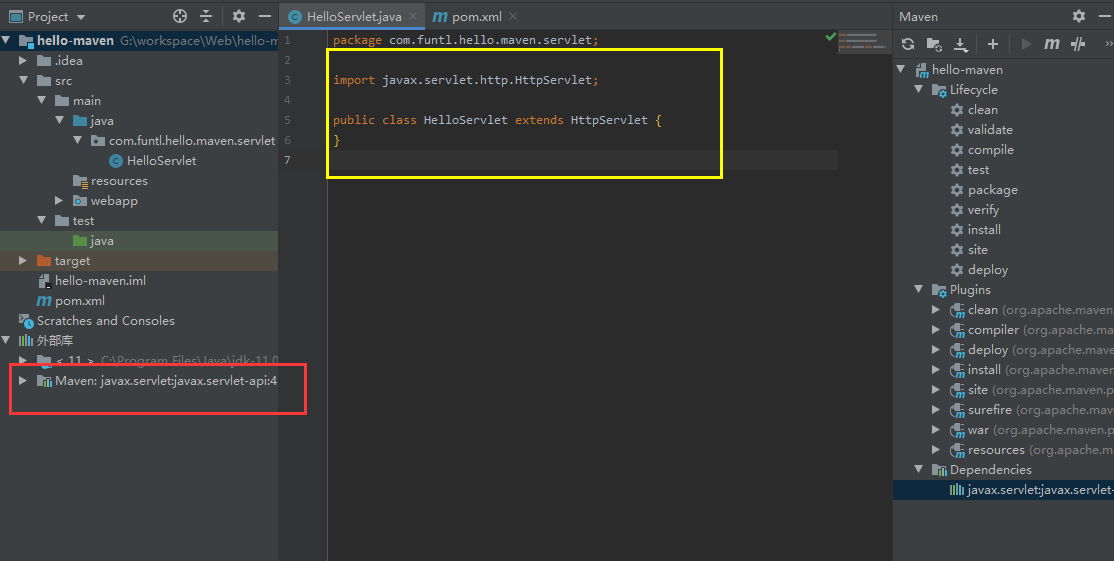 Project
hello-maven G:\workspace\Web\hello-m
.idea
src
main
java
com.funtl.hello.maven.servlet
HelloServlet
resources
webapp
test
java
target
hello-maven.iml
pom.xml
Scratches and Consoles
外部库
< 11 > C:\Program Files\Java\jdk-11.0
Maven: javax.servlet:javax.servlet-api:4
HelloServlet.java
pom.xml
1 package com.funtl.hello.maven.servlet;
2
3 import javax.servlet.http.HttpServlet;
4
5 public class HelloServlet extends HttpServlet {
6 }
7
Maven
hello-maven
Lifecycle
clean
validate
compile
test
package
verify
install
site
deploy
Plugins
clean (org.apache.maven
compiler (org.apache.ma
deploy (org.apache.mave
install (org.apache.mave
site (org.apache.maven.p
surefire (org.apache.mav
war (org.apache.maven.p
resources (org.apache.m
Dependencies
javax.servlet:javax.servlet-